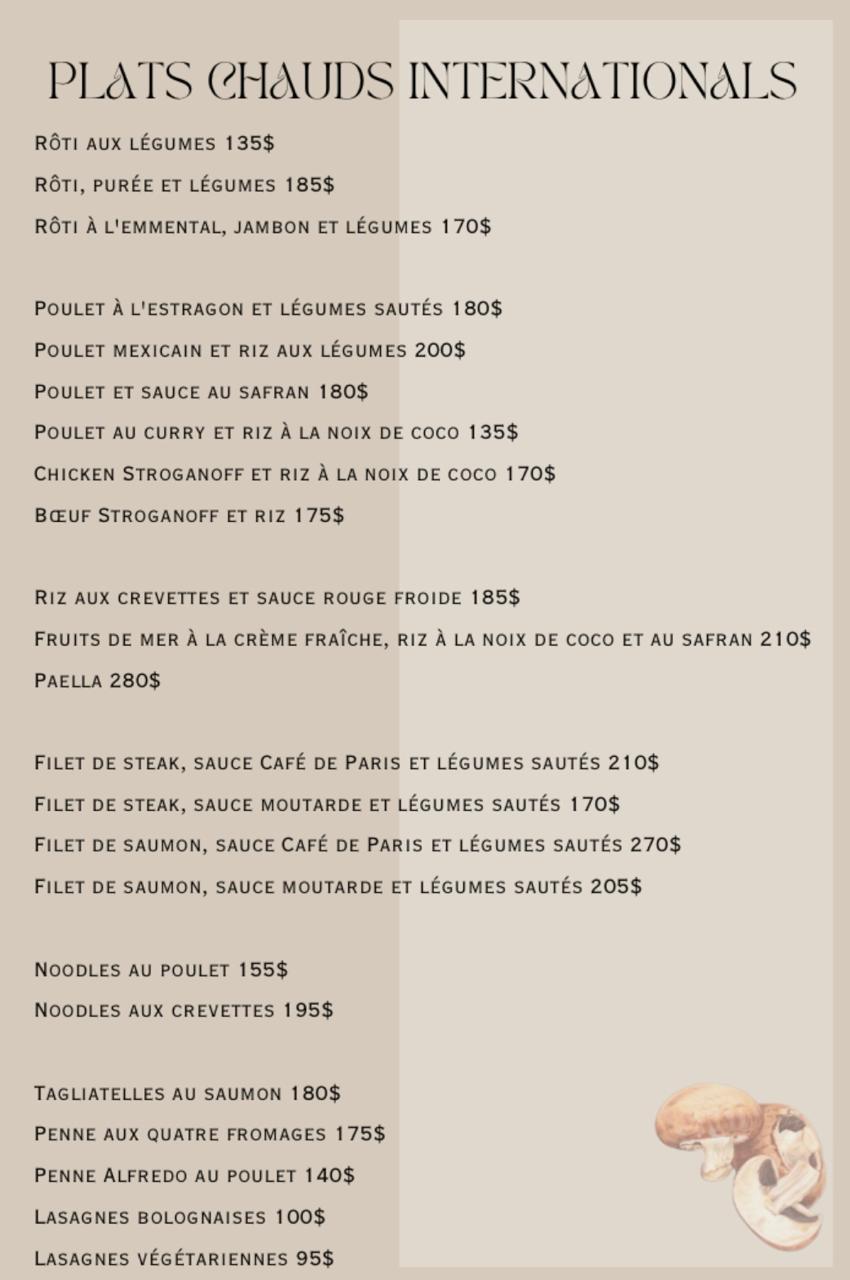 PLATS CHAUDS INTERNATIONALS
Rôti aux légumes 135$
Rôti, purée et légumes 185$
Rôti à l'emmental, jambon et légumes 170$
Poulet à l'estragon et légumes sautés 180$
Poulet mexicain et riz aux légumes 200$
Poulet et sauce au safran 180$
Poulet au curry et riz à la noix de coco 135$
Chicken Stroganoff et riz à la noix de coco 170$
Bœuf Stroganoff et riz 175$
Riz aux crevettes et sauce rouge froide 185$
Fruits de mer à la crème fraîche, riz à la noix de coco et au safran 210$
Paella 280$
Filet de steak, sauce Café de Paris et légumes sautés 210$
Filet de steak, sauce moutarde et légumes sautés 170$
Filet de saumon, sauce Café de Paris et légumes sautés 270$
Filet de saumon, sauce moutarde et légumes sautés 205$
Noodles au poulet 155$
Noodles aux crevettes 195$
Tagliatelles au saumon 180$
Penne aux quatre fromages 175$
Penne Alfredo au poulet 140$
Lasagnes bolognaises 100$
Lasagnes végétariennes 95$